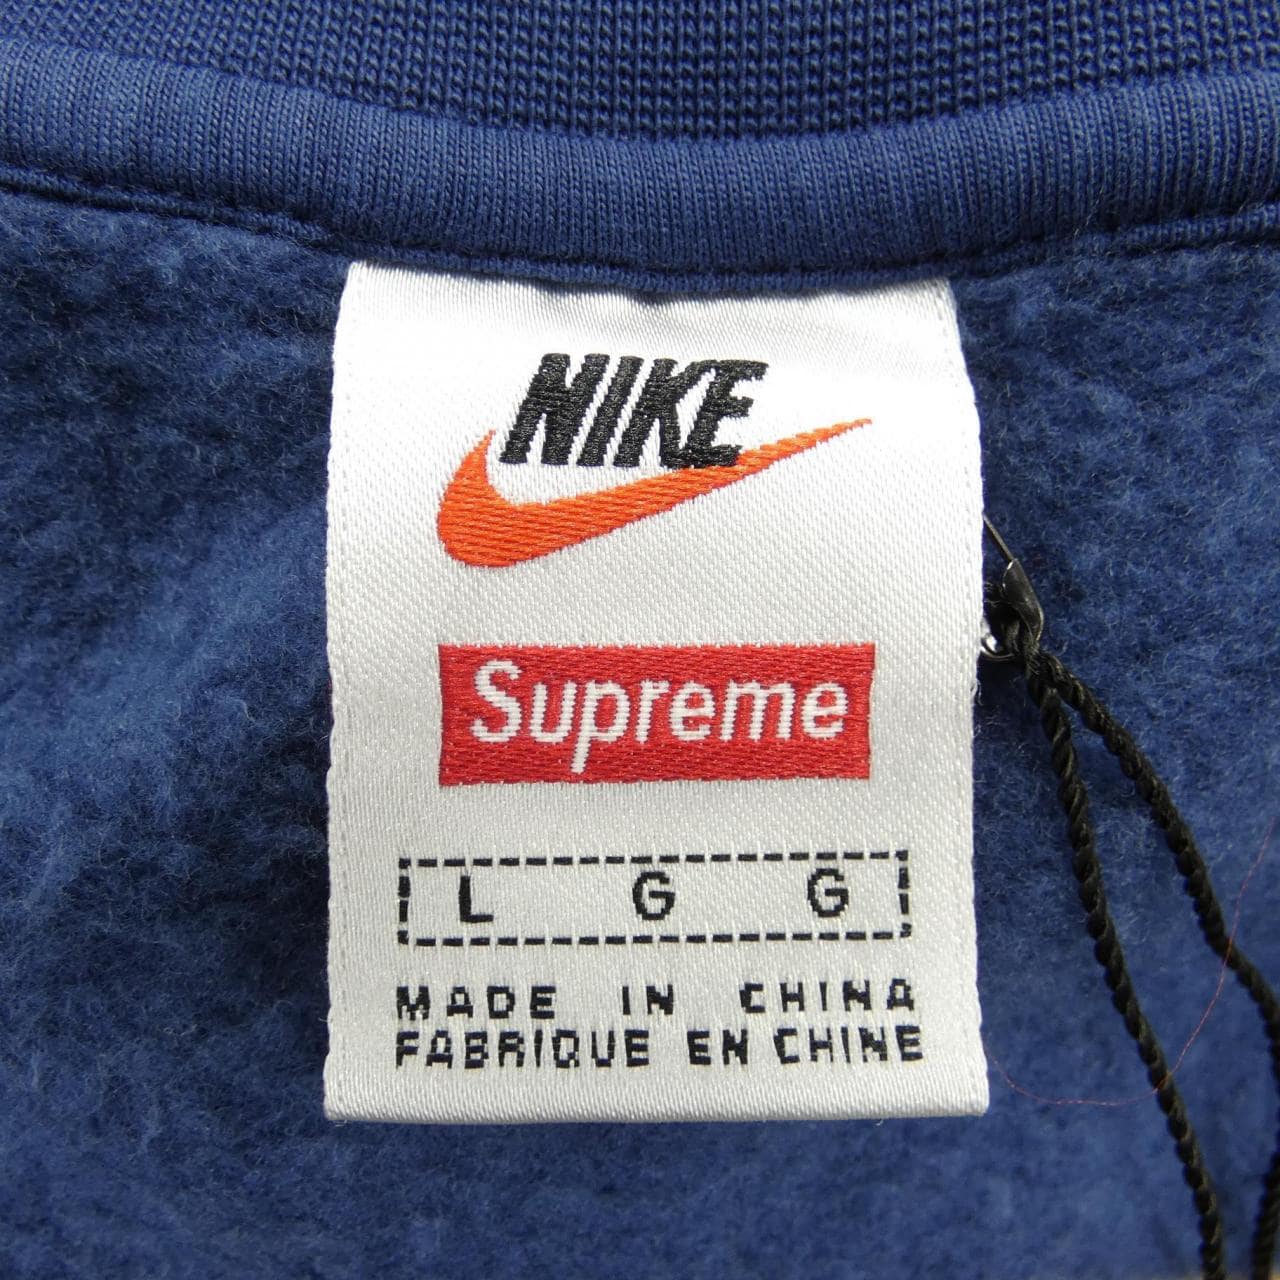 NIKE
Supreme
L G G
MADE IN CHINA
FABRIQUE EN CHINE